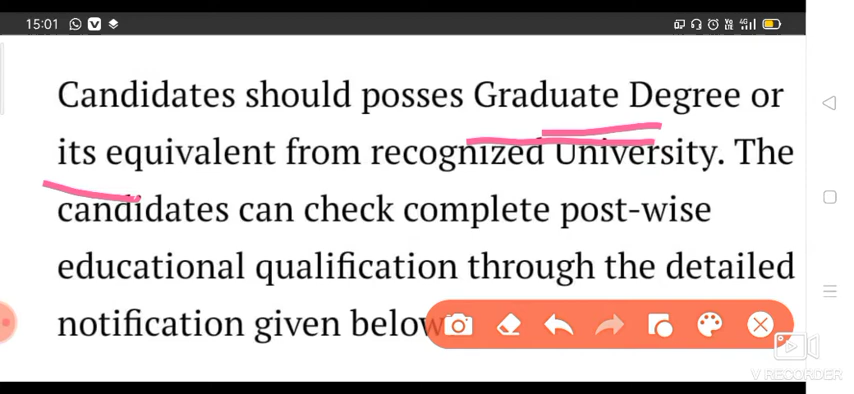 15:01
Candidates should posses Graduate Degree or
its equivalent from recognized University. The
candidates can check complete post-wise
educational qualification through the detailed
notification given below
V RECORDER